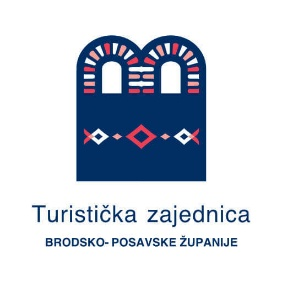 Turistička zajednica
BRODSKO- POSAVSKE ŽUPANIJE